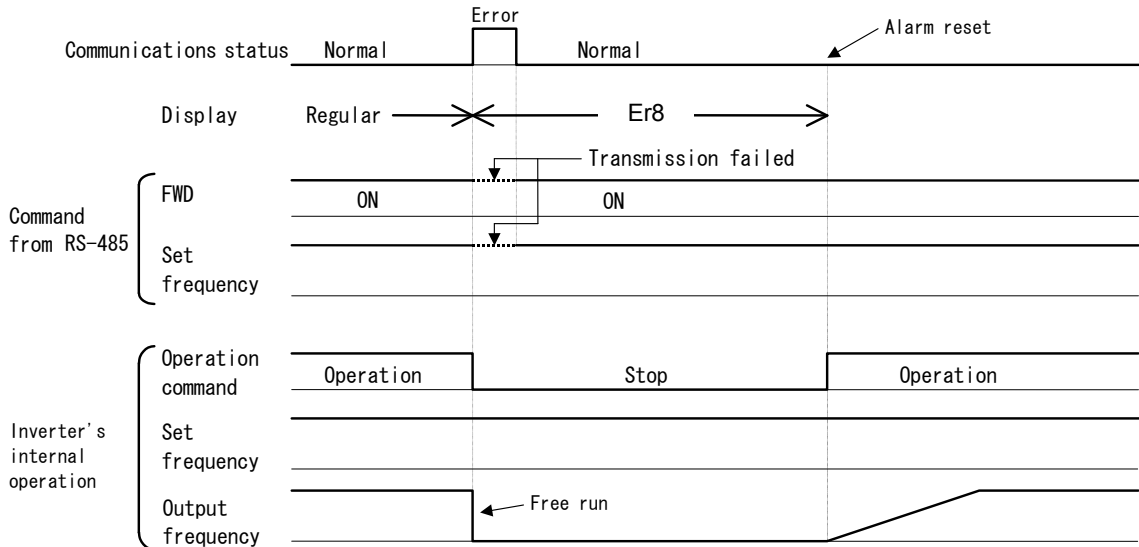 Error
Alarm reset
Communications status Normal Normal
Display Regular Er8
Transmission failed
Command
from RS-485
FWD
ON ON
Set
frequency
Inverter's
internal
operation
Operation
command
Operation Stop Operation
Set
frequency
Output
frequency
Free run